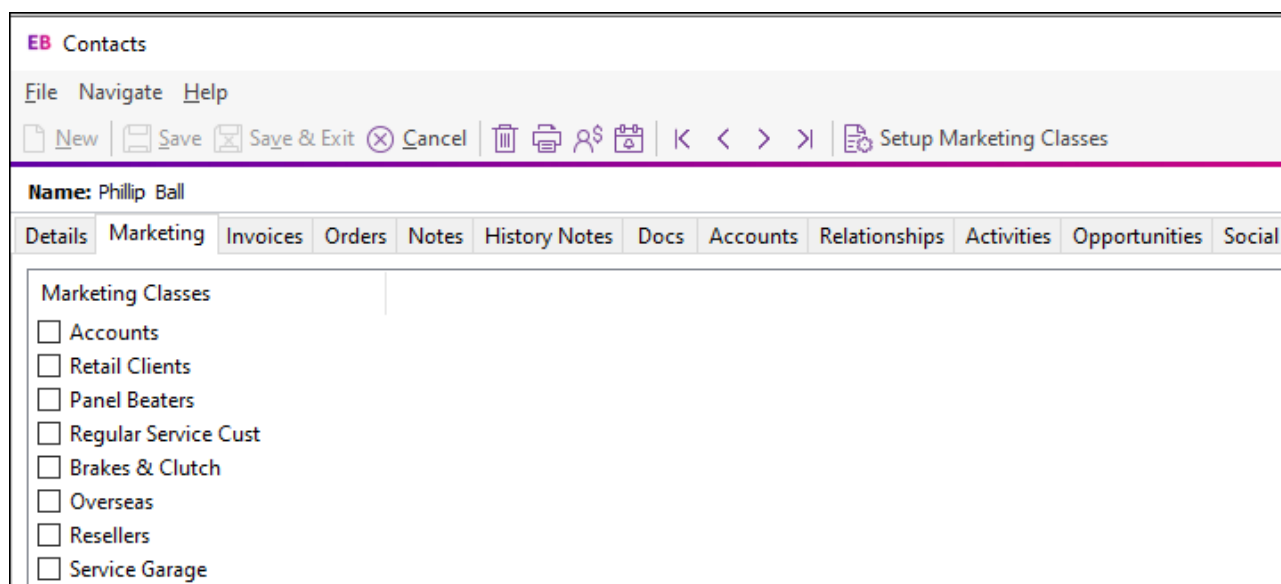 EB Contacts
File Navigate Help
New Save Save & Exit Cancel Setup Marketing Classes
Name: Phillip Ball
Details Marketing Invoices Orders Notes History Notes Docs Accounts Relationships Activities Opportunities Social
Marketing Classes
Accounts
Retail Clients
Panel Beaters
Regular Service Cust
Brakes & Clutch
Overseas
Resellers
Service Garage